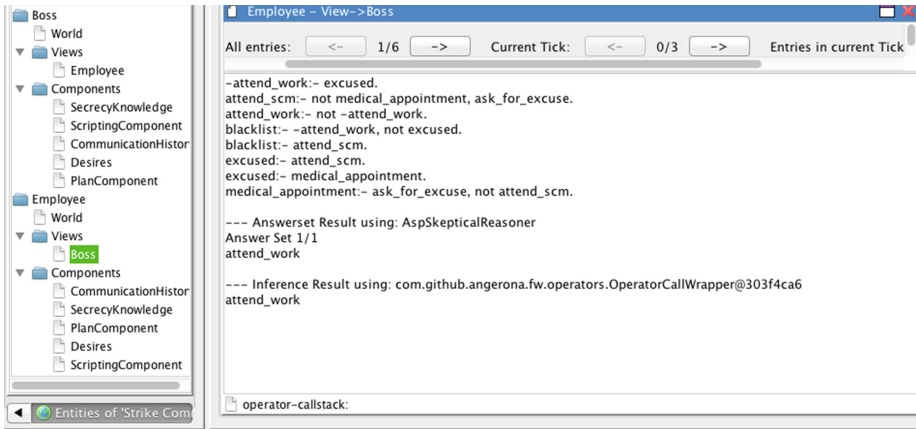 Boss
World
Views
Employee
Components
SecrecyKnowledge
ScriptingComponent
CommunicationHistor
Desires
PlanComponent
Employee
World
Views
Boss
Components
CommunicationHistor
SecrecyKnowledge
PlanComponent
Desires
ScriptingComponent
Entities of 'Strike Com
Employee - View->Boss
All entries: <- 1/6 -> Current Tick: <- 0/3 -> Entries in current Tick
-attend_work:- excused.
attend_scm:- not medical_appointment, ask_for_excuse.
attend_work:- not -attend_work.
blacklist:- -attend_work, not excused.
blacklist:- attend_scm.
excused:- attend_scm.
excused:- medical_appointment.
medical_appointment:- ask_for_excuse, not attend_scm.
--- Answerset Result using: AspSkepticalReasoner
Answer Set 1/1
attend_work
--- Inference Result using: com.github.angerona.fw.operators.OperatorCallWrapper@303f4ca6
attend_work
operator-callstack: